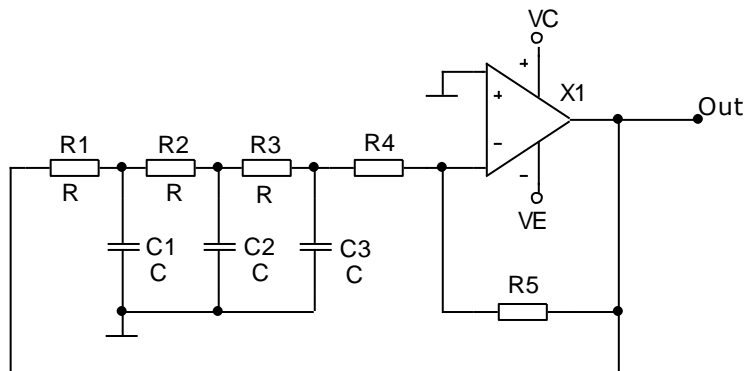 VC
+
+
X1
Out
R1
R2
R3
R4
-
R
R
R
-
VE
C1
C
C2
C
C3
C
R5